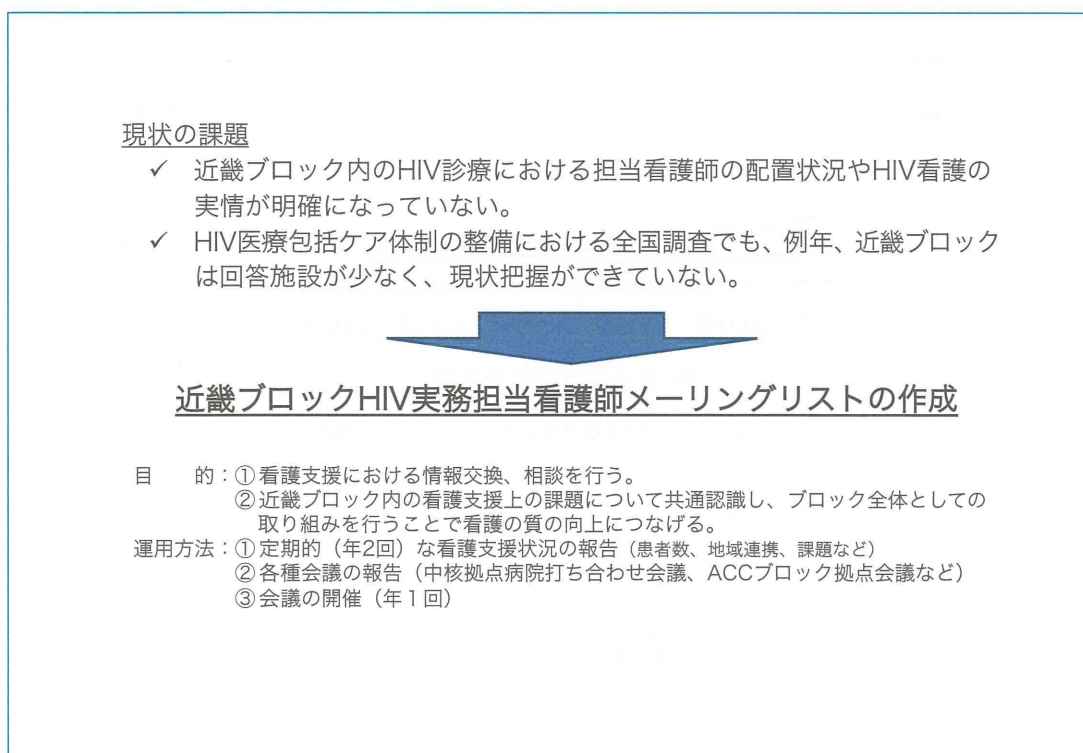 現状の課題
✓ 近畿ブロック内のHIV診療における担当看護師の配置状況やHIV看護の
実情が明確になっていない。
✓ HIV医療包括ケア体制の整備における全国調査でも、例年、近畿ブロック
は回答施設が少なく、現状把握ができていない。
近畿ブロックHIV実務担当看護師メーリングリストの作成
目　　的：①看護支援における情報交換、相談を行う。
②近畿ブロック内の看護支援上の課題について共通認識し、ブロック全体としての
取り組みを行うことで看護の質の向上につなげる。
運用方法：①定期的（年2回）な看護支援状況の報告（患者数、地域連携、課題など）
②各種会議の報告（中核拠点病院打ち合わせ会議、ACCブロック拠点会議など）
③会議の開催（年１回）